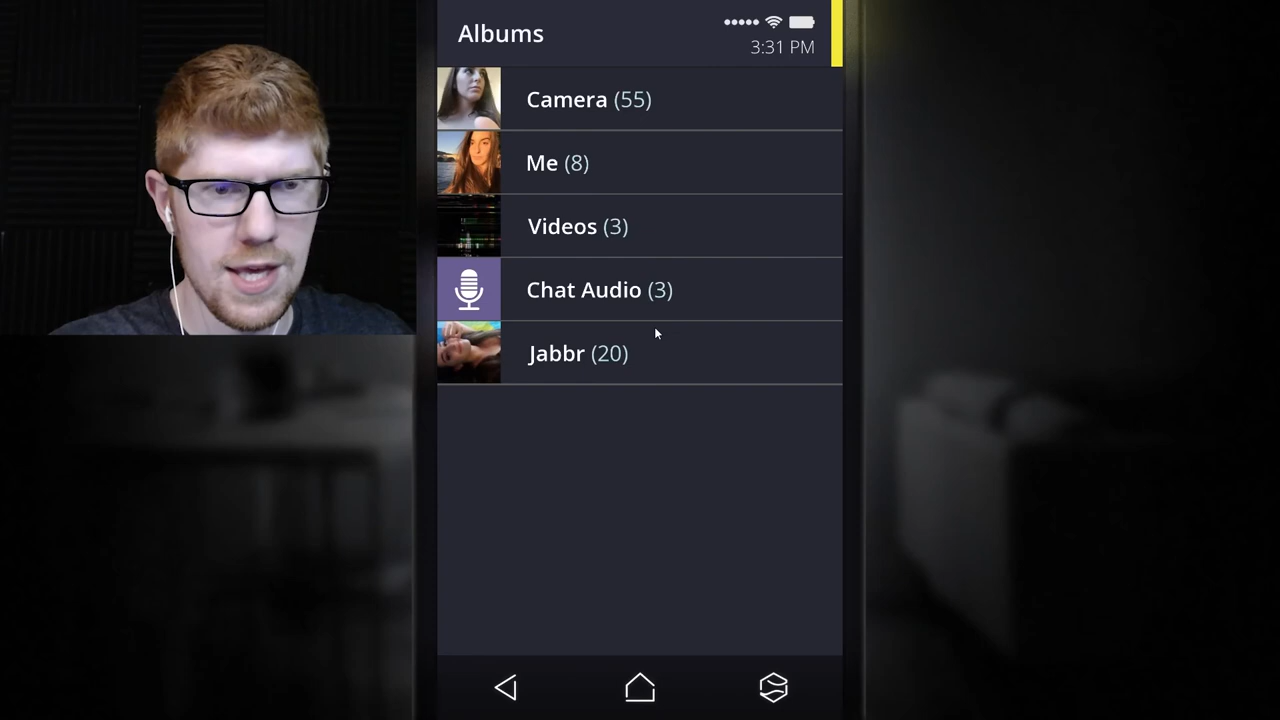 Albums
3:31 PM
Camera (55)
Me (8)
Videos (3)
Chat Audio (3)
Jabbr (20)